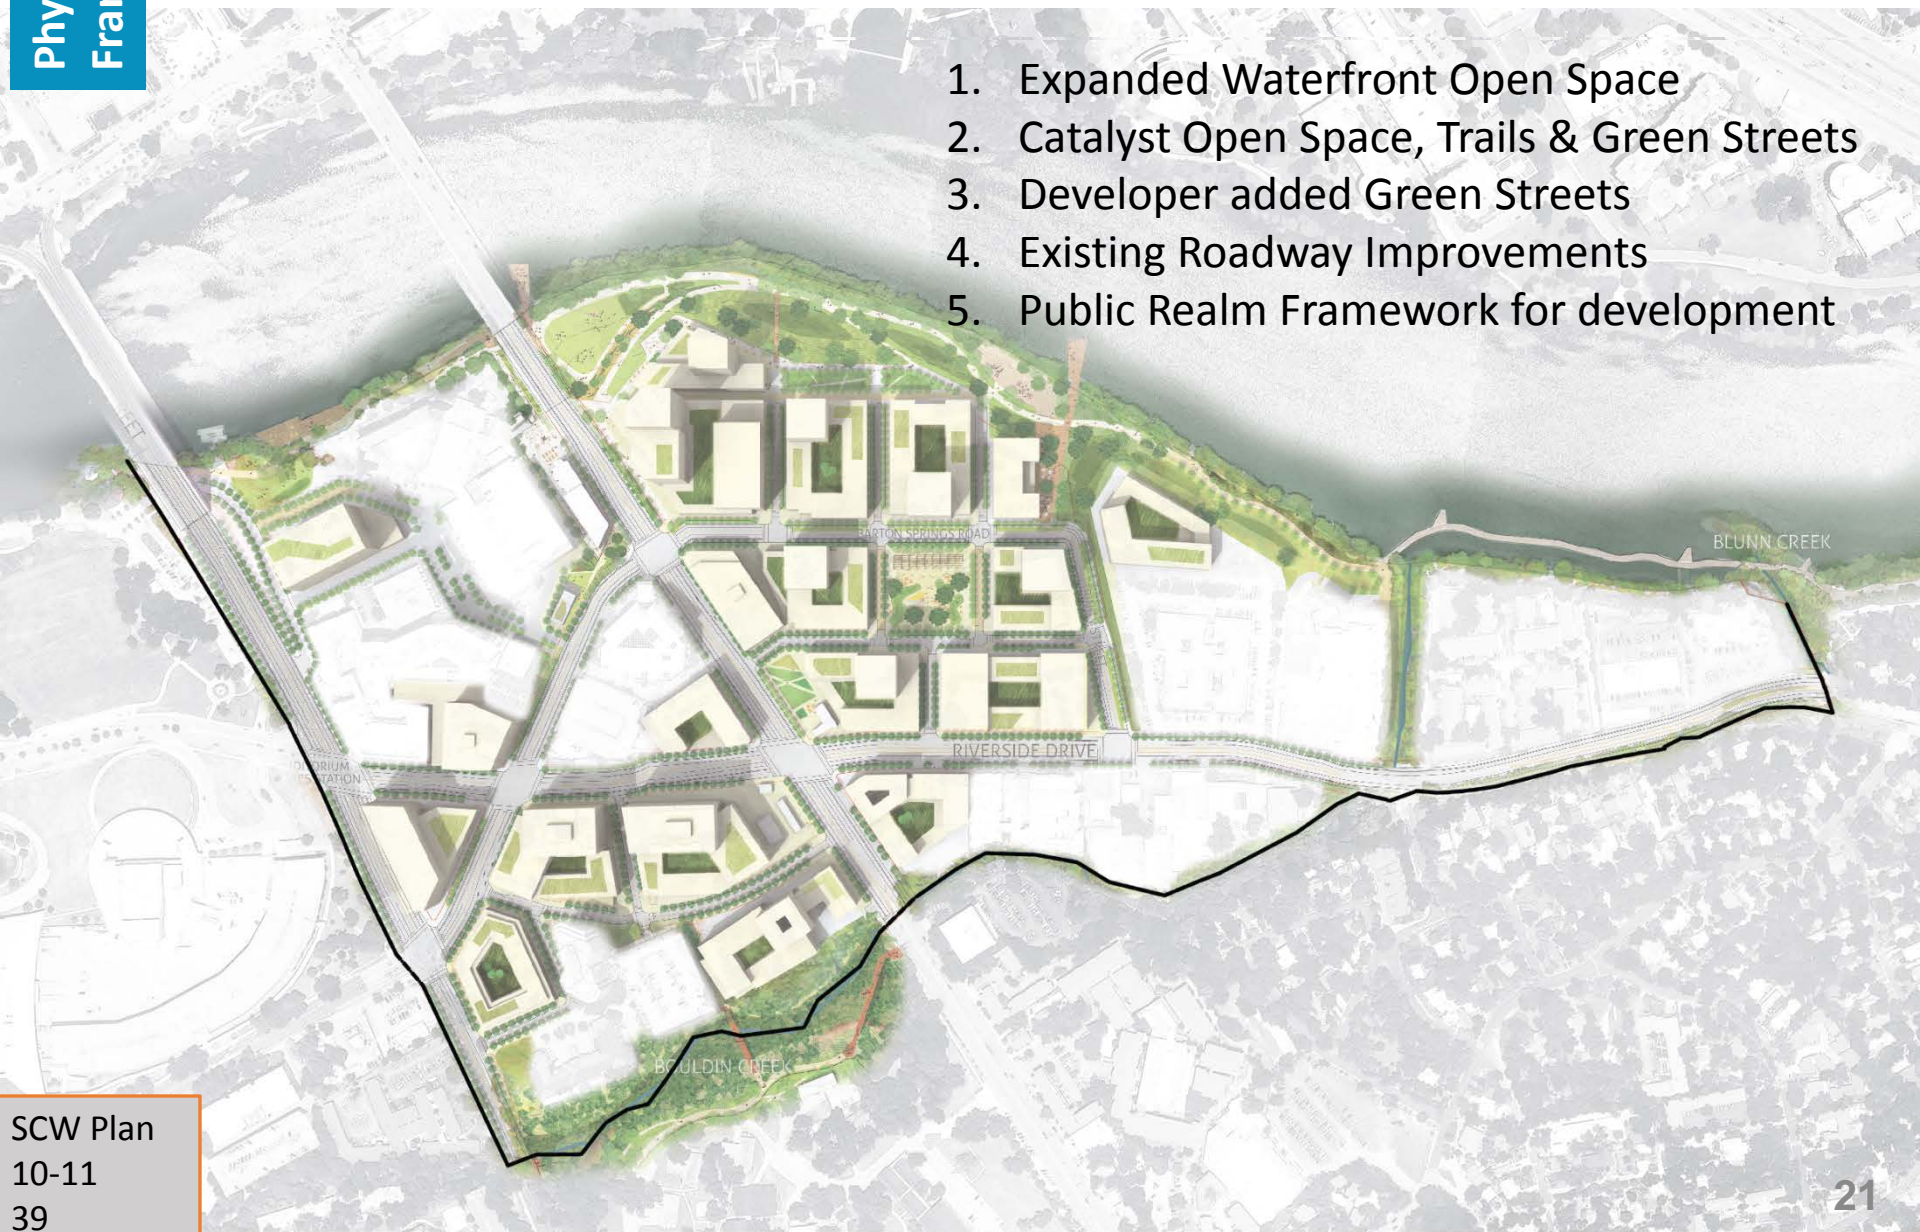 Phy
Fran
1. Expanded Waterfront Open Space
2. Catalyst Open Space, Trails & Green Streets
3. Developer added Green Streets
4. Existing Roadway Improvements
5. Public Realm Framework for development
BLUNN CREEK
BARTON SPRINGS ROAD
RIVERSIDE DRIVE
BOULDIN CREEK
SCW Plan
10-11
39
21